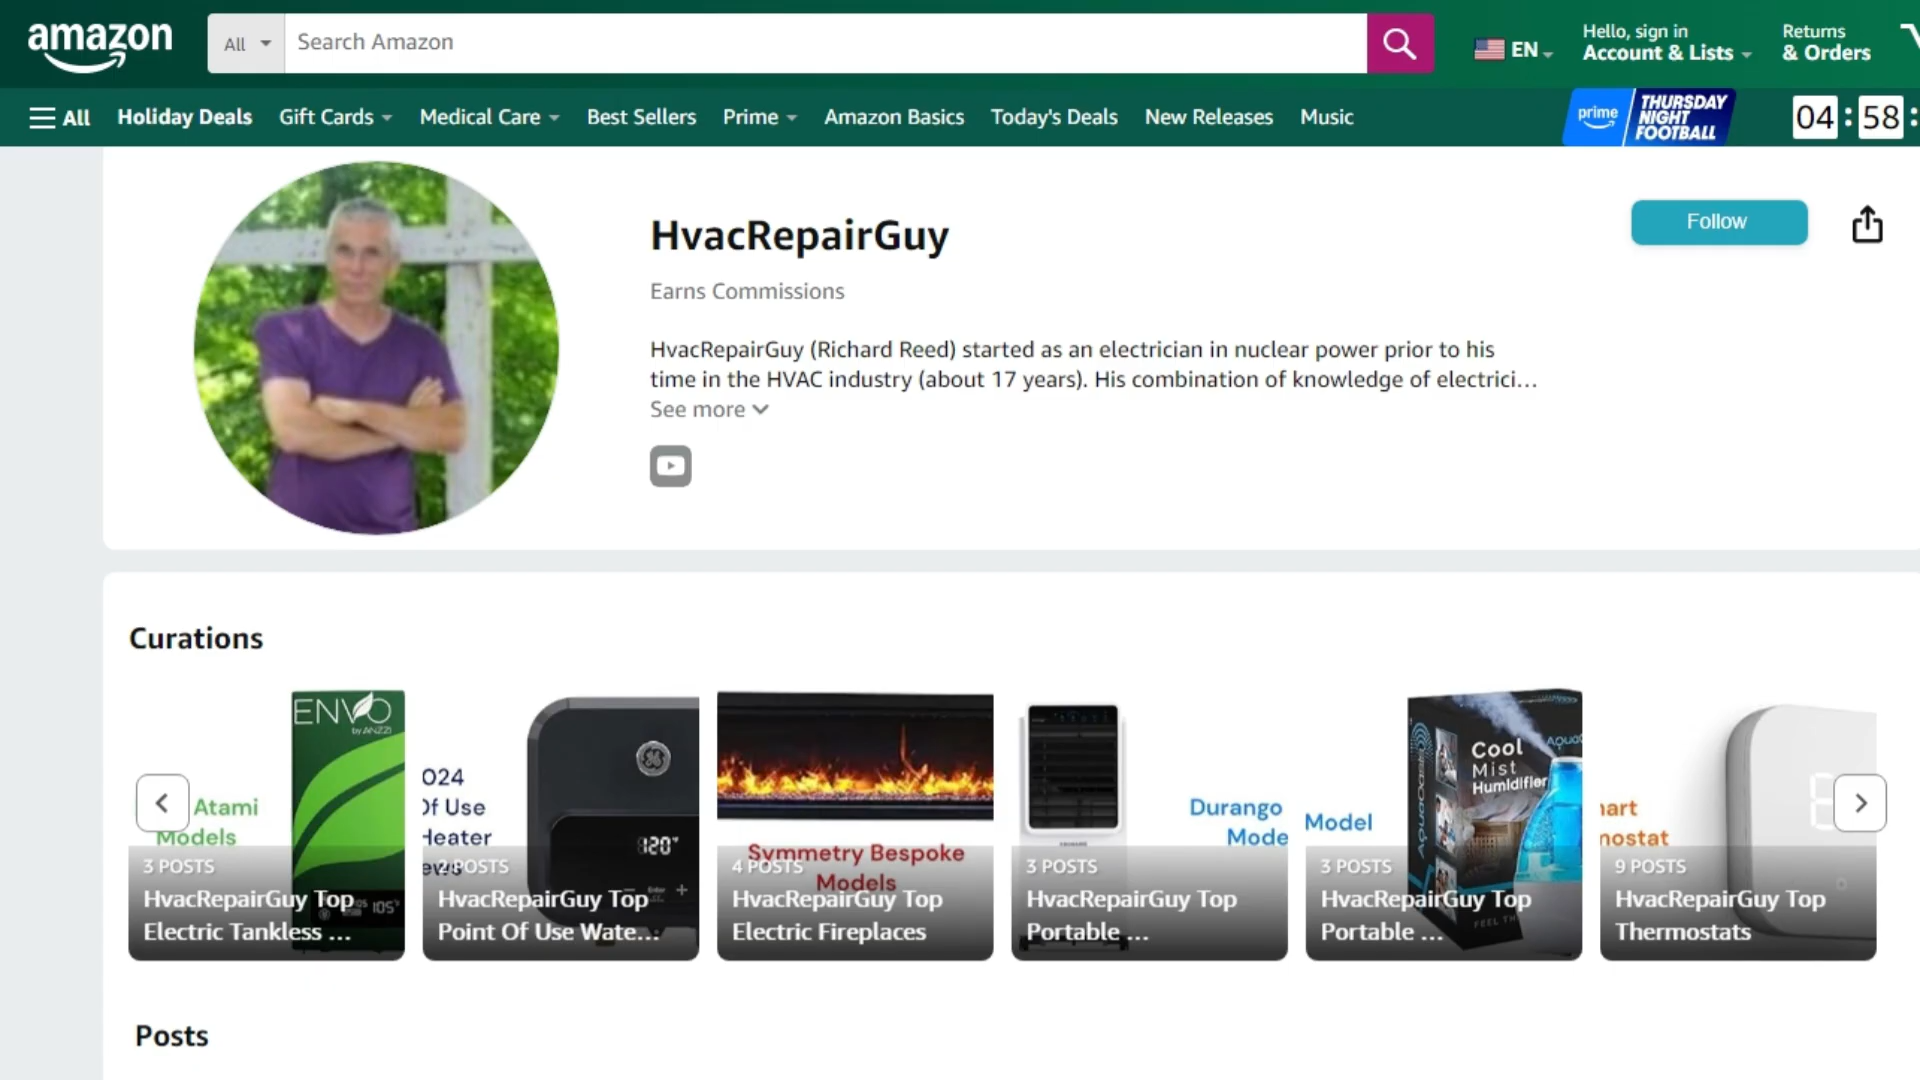 amazon
All
Search Amazon
EN
Hello, sign in
Account & Lists
Returns
& Orders
All
Holiday Deals
Gift Cards
Medical Care
Best Sellers
Prime
Amazon Basics
Today's Deals
New Releases
Music
prime
THURSDAY
NIGHT
FOOTBALL
04 : 58 :
HvacRepairGuy
Follow
Earns Commissions
HvacRepairGuy (Richard Reed) started as an electrician in nuclear power prior to his
time in the HVAC industry (about 17 years). His combination of knowledge of electrici...
See more
Curations
ENVO
by ANZZI
Atami
Models
105°
3 POSTS
HvacRepairGuy Top
Electric Tankless ...
024
Of Use
Heater
120°
2 POSTS
HvacRepairGuy Top
Point Of Use Wate...
Symmetry Bespoke
Models
4 POSTS
HvacRepairGuy Top
Electric Fireplaces
Durango
Mode
3 POSTS
HvacRepairGuy Top
Portable ...
Model
Cool
Mist
Humidifier
3 POSTS
HvacRepairGuy Top
Portable ...
nart
nostat
9 POSTS
HvacRepairGuy Top
Thermostats
Posts